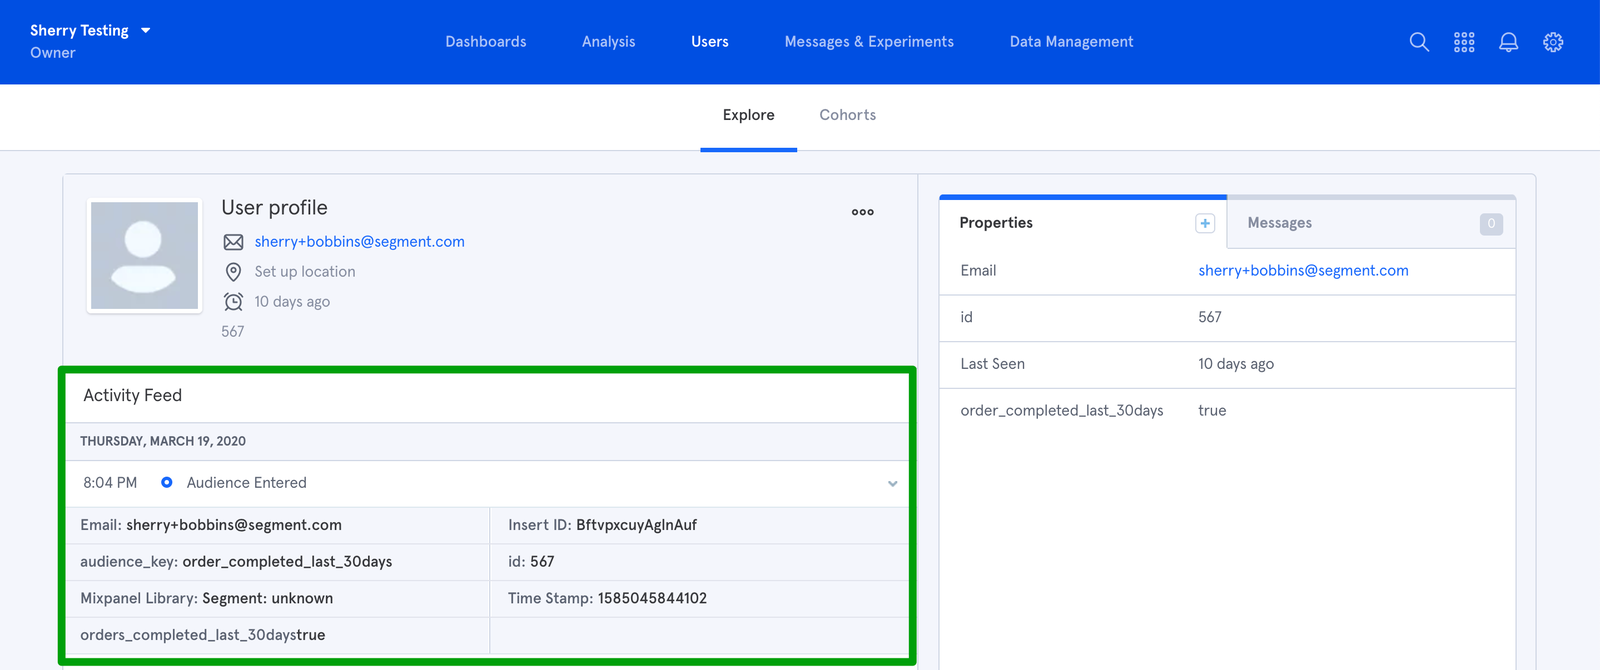 Sherry Testing
Owner
Dashboards
Analysis
Users
Messages & Experiments
Data Management
Explore
Cohorts
User profile
sherry+bobbins@segment.com
Set up location
10 days ago
567
Activity Feed
THURSDAY, MARCH 19, 2020
8:04 PM Audience Entered
Email: sherry+bobbins@segment.com
Insert ID: BftvpxcuyAglnAuf
audience_key: order_completed_last_30days
id: 567
Mixpanel Library: Segment: unknown
Time Stamp: 1585045844102
orders_completed_last_30daystrue
Properties +
Messages 0
Email sherry+bobbins@segment.com
id 567
Last Seen 10 days ago
order_completed_last_30days true